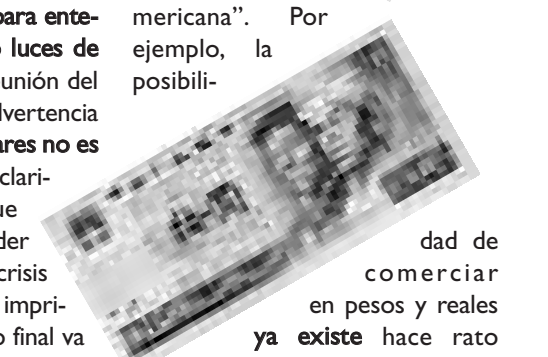 para ente-
luces de
unión del
dvertencia
ares no es
clari-
ue
der
crisis
impri-
o final va
mericana”. Por
ejemplo, la
posibili-
dad de
comerciar
en pesos y reales
ya existe hace rato